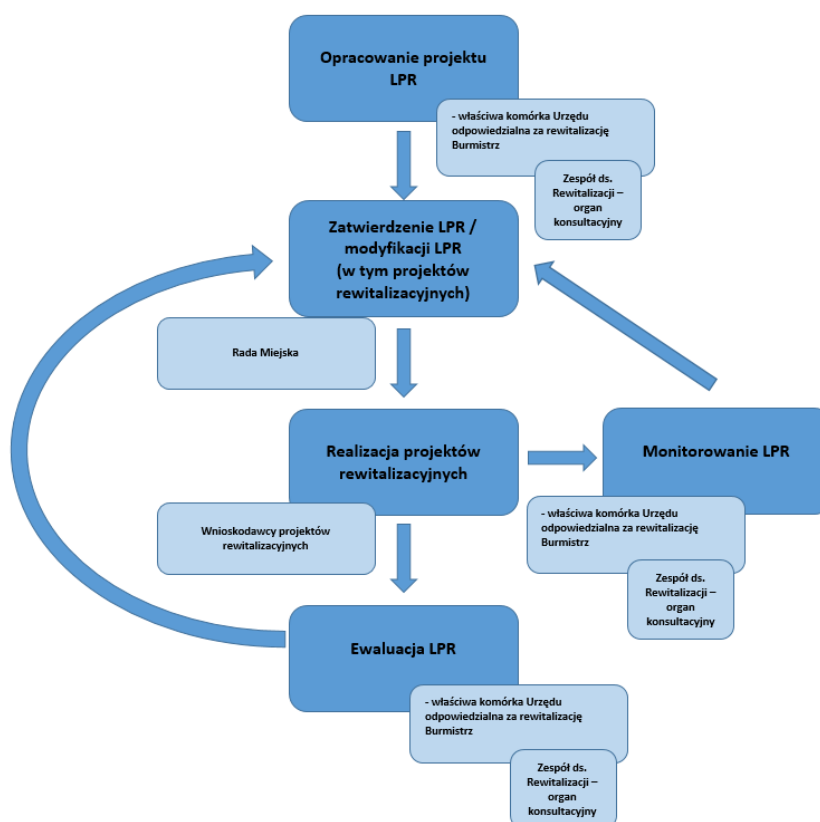 Opracowanie projektu
LPR
- właściwa komórka Urzędu
odpowiedzialna za rewitalizację
Burmistrz
Zespół ds.
Rewitalizacji –
organ
konsultacyjny
Zatwierdzenie LPR /
modyfikacji LPR
(w tym projektów
rewitalizacyjnych)
Rada Miejska
Realizacja projektów
rewitalizacyjnych
Wnioskodawcy projektów
rewitalizacyjnych
Monitorowanie LPR
- właściwa komórka Urzędu
odpowiedzialna za rewitalizację
Burmistrz
Zespół ds.
Rewitalizacji –
organ
konsultacyjny
Ewaluacja LPR
- właściwa komórka Urzędu
odpowiedzialna za rewitalizację
Burmistrz
Zespół ds.
Rewitalizacji –
organ
konsultacyjny